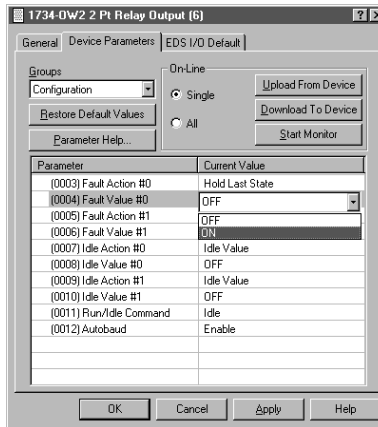 1734-OW2 2 Pt Relay Output (6)
General Device Parameters EDS I/O Default
Groups
Configuration
Restore Default Values
Parameter Help...
On-Line
Single
All
Upload From Device
Download To Device
Start Monitor
Parameter Current Value
(0003) Fault Action #0 Hold Last State
(0004) Fault Value #0 OFF
(0005) Fault Action #1 OFF
(0006) Fault Value #1 ON
(0007) Idle Action #0 Idle Value
(0008) Idle Value #0 OFF
(0009) Idle Action #1 Idle Value
(0010) Idle Value #1 OFF
(0011) Run/Idle Command Idle
(0012) Autobaud Enable
OK Cancel Apply Help